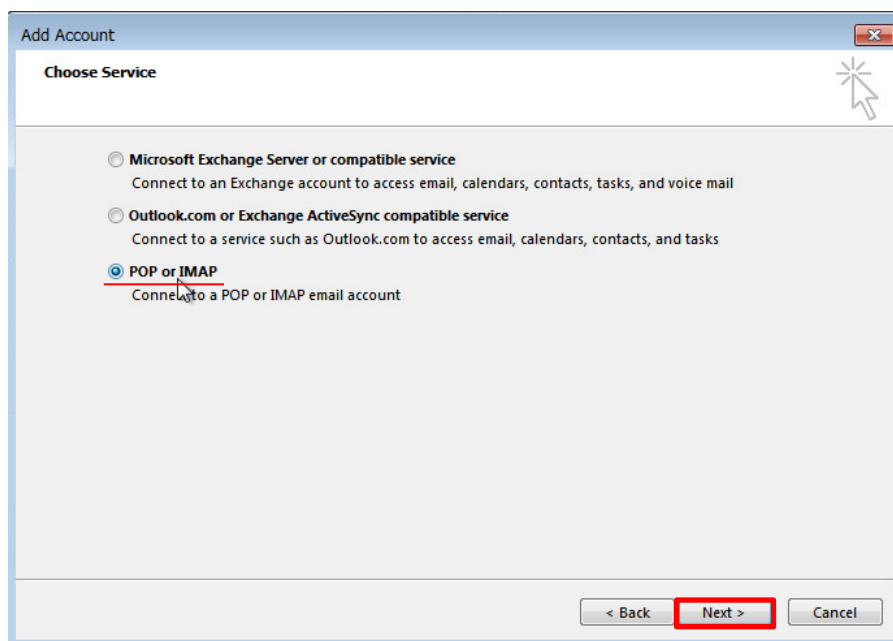 Add Account
Choose Service
Microsoft Exchange Server or compatible service
Connect to an Exchange account to access email, calendars, contacts, tasks, and voice mail
Outlook.com or Exchange ActiveSync compatible service
Connect to a service such as Outlook.com to access email, calendars, contacts, and tasks
POP or IMAP
Connect to a POP or IMAP email account
< Back Next > Cancel